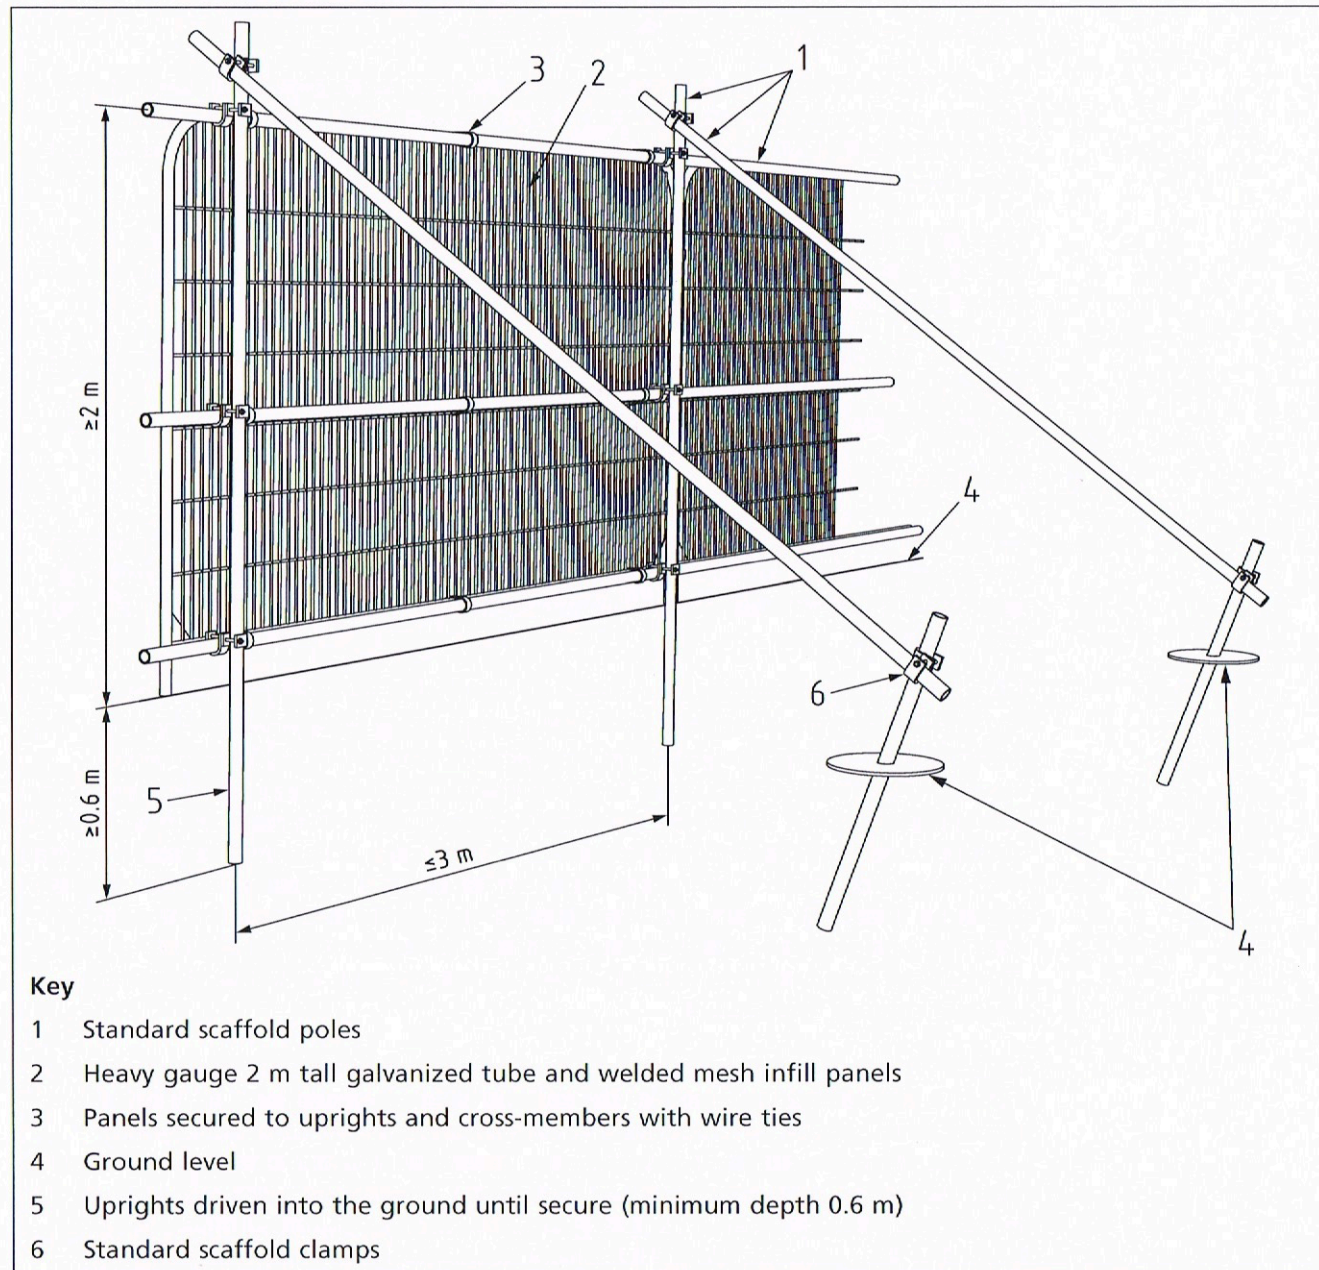 1
3
2
≥2 m
4
6
5
≥0.6 m
≤3 m
4
Key
1 Standard scaffold poles
2 Heavy gauge 2 m tall galvanized tube and welded mesh infill panels
3 Panels secured to uprights and cross-members with wire ties
4 Ground level
5 Uprights driven into the ground until secure (minimum depth 0.6 m)
6 Standard scaffold clamps